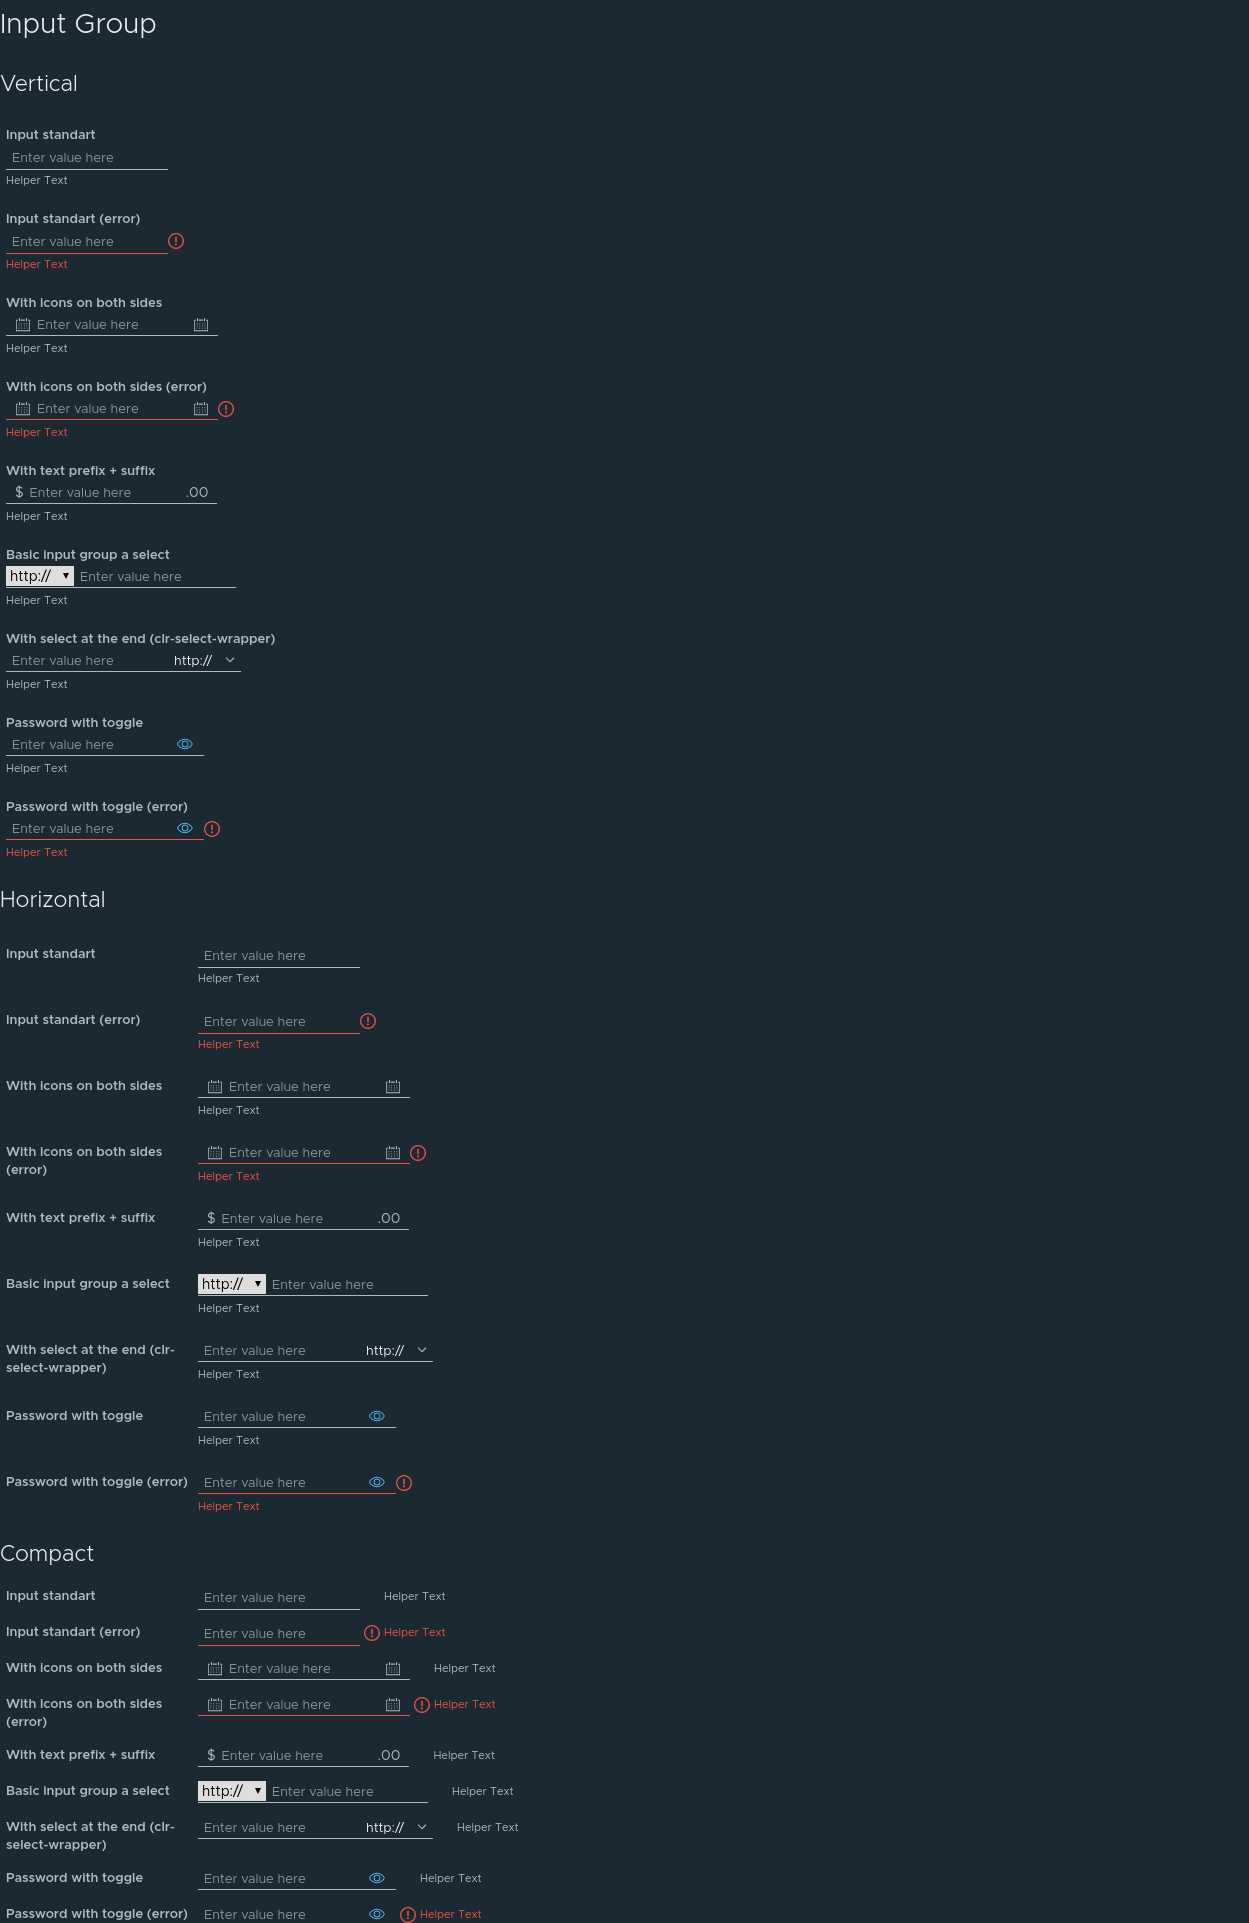 Input Group
Vertical
Input standart
Enter value here
Helper Text
Input standart (error)
Enter value here
Helper Text
With icons on both sides
Enter value here
Helper Text
With icons on both sides (error)
Enter value here
Helper Text
With text prefix + suffix
$ Enter value here .00
Helper Text
Basic input group a select
http:// Enter value here
Helper Text
With select at the end (clr-select-wrapper)
Enter value here http://
Helper Text
Password with toggle
Enter value here
Helper Text
Password with toggle (error)
Enter value here
Helper Text
Horizontal
Input standart Enter value here
Helper Text
Input standart (error) Enter value here
Helper Text
With icons on both sides Enter value here
Helper Text
With icons on both sides Enter value here
(error)
Helper Text
With text prefix + suffix $ Enter value here .00
Helper Text
Basic input group a select http:// Enter value here
Helper Text
With select at the end (clr- Enter value here http://
select-wrapper)
Helper Text
Password with toggle Enter value here
Helper Text
Password with toggle (error) Enter value here
Helper Text
Compact
Input standart Enter value here Helper Text
Input standart (error) Enter value here Helper Text
With icons on both sides Enter value here Helper Text
With icons on both sides Enter value here Helper Text
(error)
With text prefix + suffix $ Enter value here .00 Helper Text
Basic input group a select http:// Enter value here Helper Text
With select at the end (clr- Enter value here http:// Helper Text
select-wrapper)
Password with toggle Enter value here Helper Text
Password with toggle (error) Enter value here Helper Text